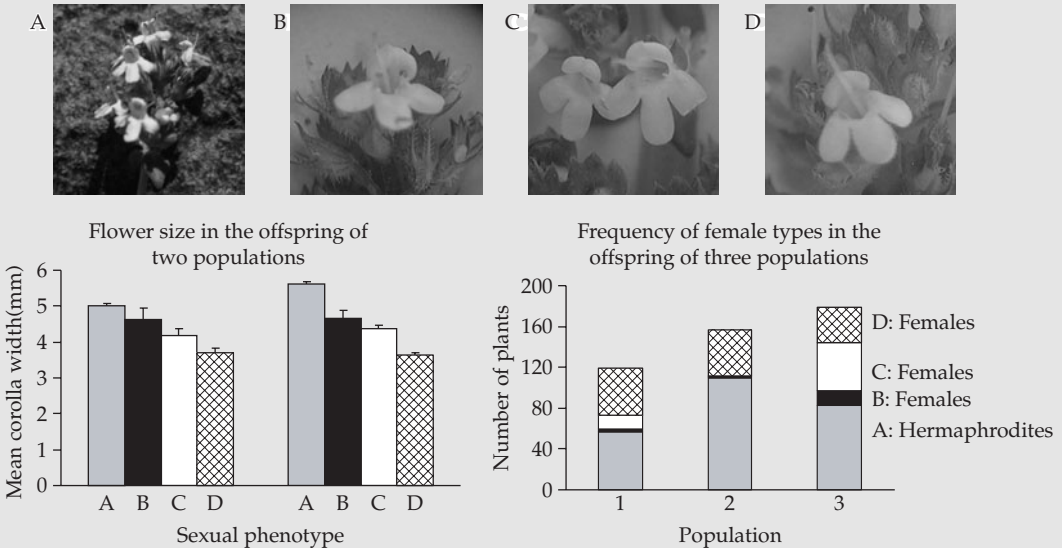 A
B
C
D
Flower size in the offspring of
two populations
Mean corolla width(mm)
6
5
4
3
2
1
0
A B C D A B C D
Sexual phenotype
Frequency of female types in the
offspring of three populations
Number of plants
200
160
120
80
40
0
D: Females
C: Females
B: Females
A: Hermaphrodites
1 2 3
Population